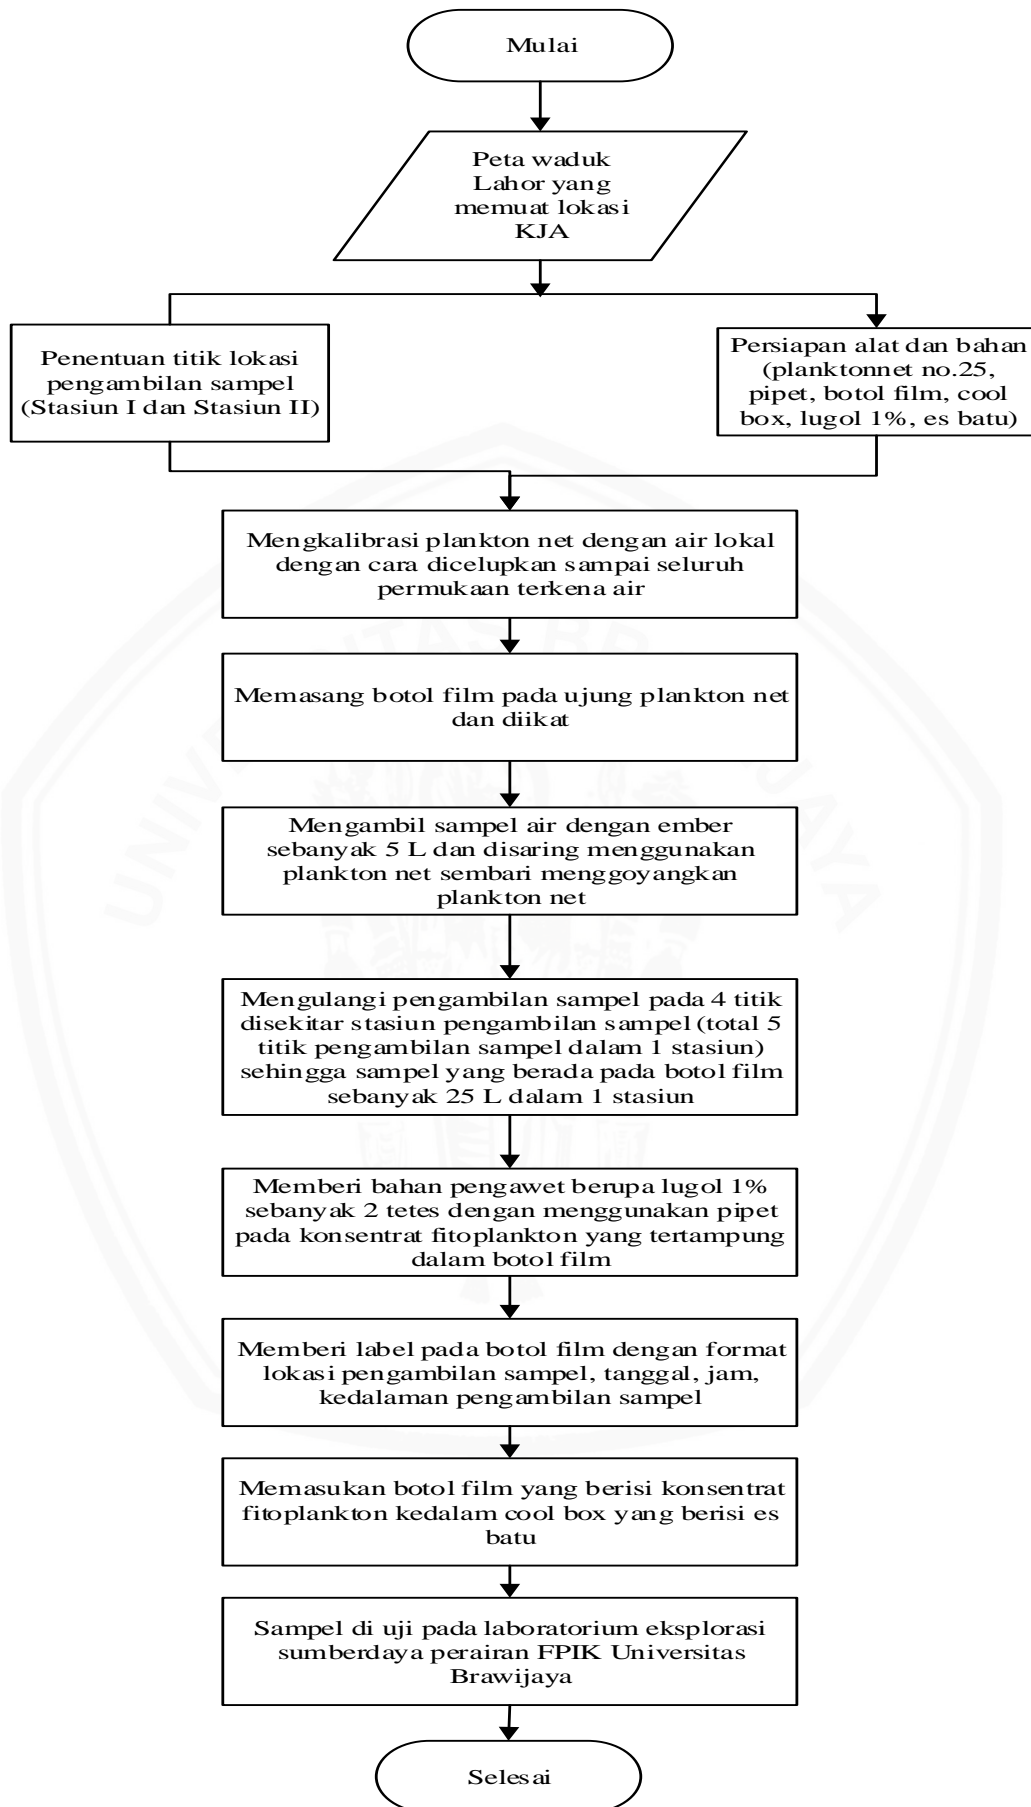 Mulai
Peta waduk
Lahor yang
memuat lokasi
KJA
Penentuan titik lokasi
pengambilan sampel
(Stasiun I dan Stasiun II)
Persiapan alat dan bahan
(planktonnet no.25,
pipet, botol film, cool
box, lugol 1%, es batu)
Mengkalibrasi plankton net dengan air lokal
dengan cara dicelupkan sampai seluruh
permukaan terkena air
Memasang botol film pada ujung plankton net
dan diikat
Mengambil sampel air dengan ember
sebanyak 5 L dan disaring menggunakan
plankton net sembari menggoyangkan
plankton net
Mengulangi pengambilan sampel pada 4 titik
disekitar stasiun pengambilan sampel (total 5
titik pengambilan sampel dalam 1 stasiun)
sehingga sampel yang berada pada botol film
sebanyak 25 L dalam 1 stasiun
Memberi bahan pengawet berupa lugol 1%
sebanyak 2 tetes dengan menggunakan pipet
pada konsentrat fitoplankton yang tertampung
dalam botol film
Memberi label pada botol film dengan format
lokasi pengambilan sampel, tanggal, jam,
kedalaman pengambilan sampel
Memasukan botol film yang berisi konsentrat
fitoplankton kedalam cool box yang berisi es
batu
Sampel di uji pada laboratorium eksplorasi
sumberdaya perairan FPIK Universitas
Brawijaya
Selesai